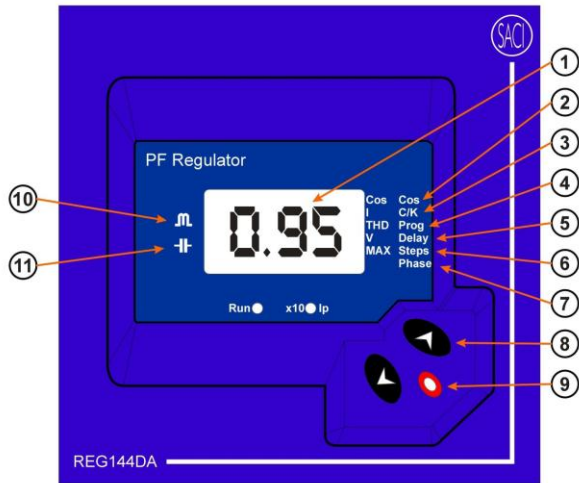 SACI
1
2
3
4
5
6
7
8
9
10
11
PF Regulator
0.95
Cos Cos
I C/K
THD Prog
V Delay
MAX Steps
Phase
Run x10 Ip
REG144DA